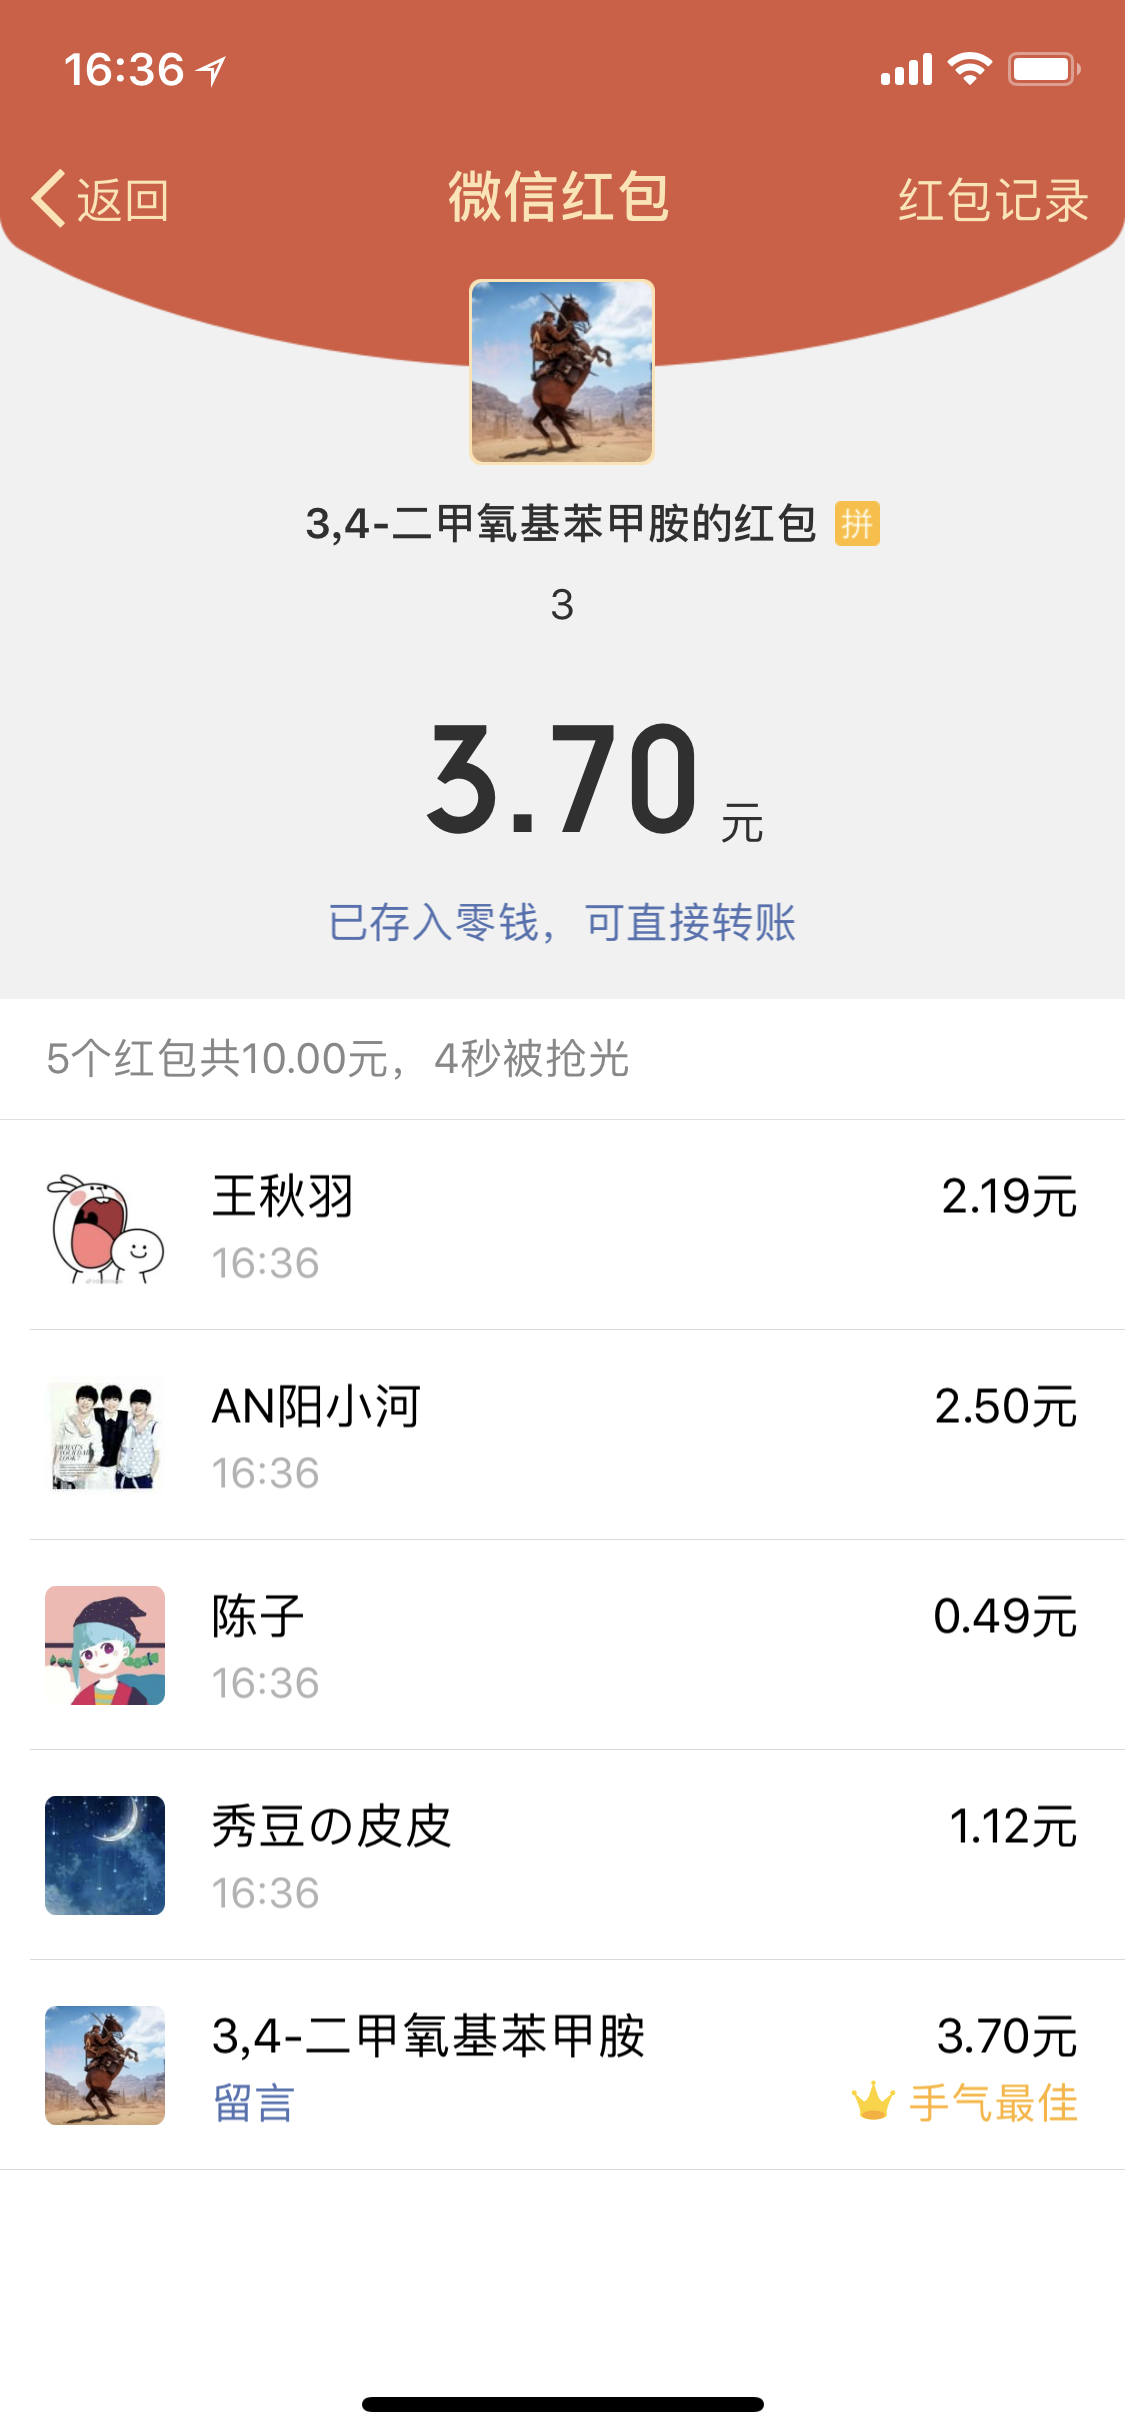 16:36
返回 微信红包 红包记录
3,4-二甲氧基苯甲胺的红包 拼
3
3.70 元
已存入零钱，可直接转账
5个红包共10.00元，4秒被抢光
王秋羽 2.19元
16:36
AN阳小河 2.50元
16:36
陈子 0.49元
16:36
秀豆の皮皮 1.12元
16:36
3,4-二甲氧基苯甲胺 3.70元
留言 手气最佳